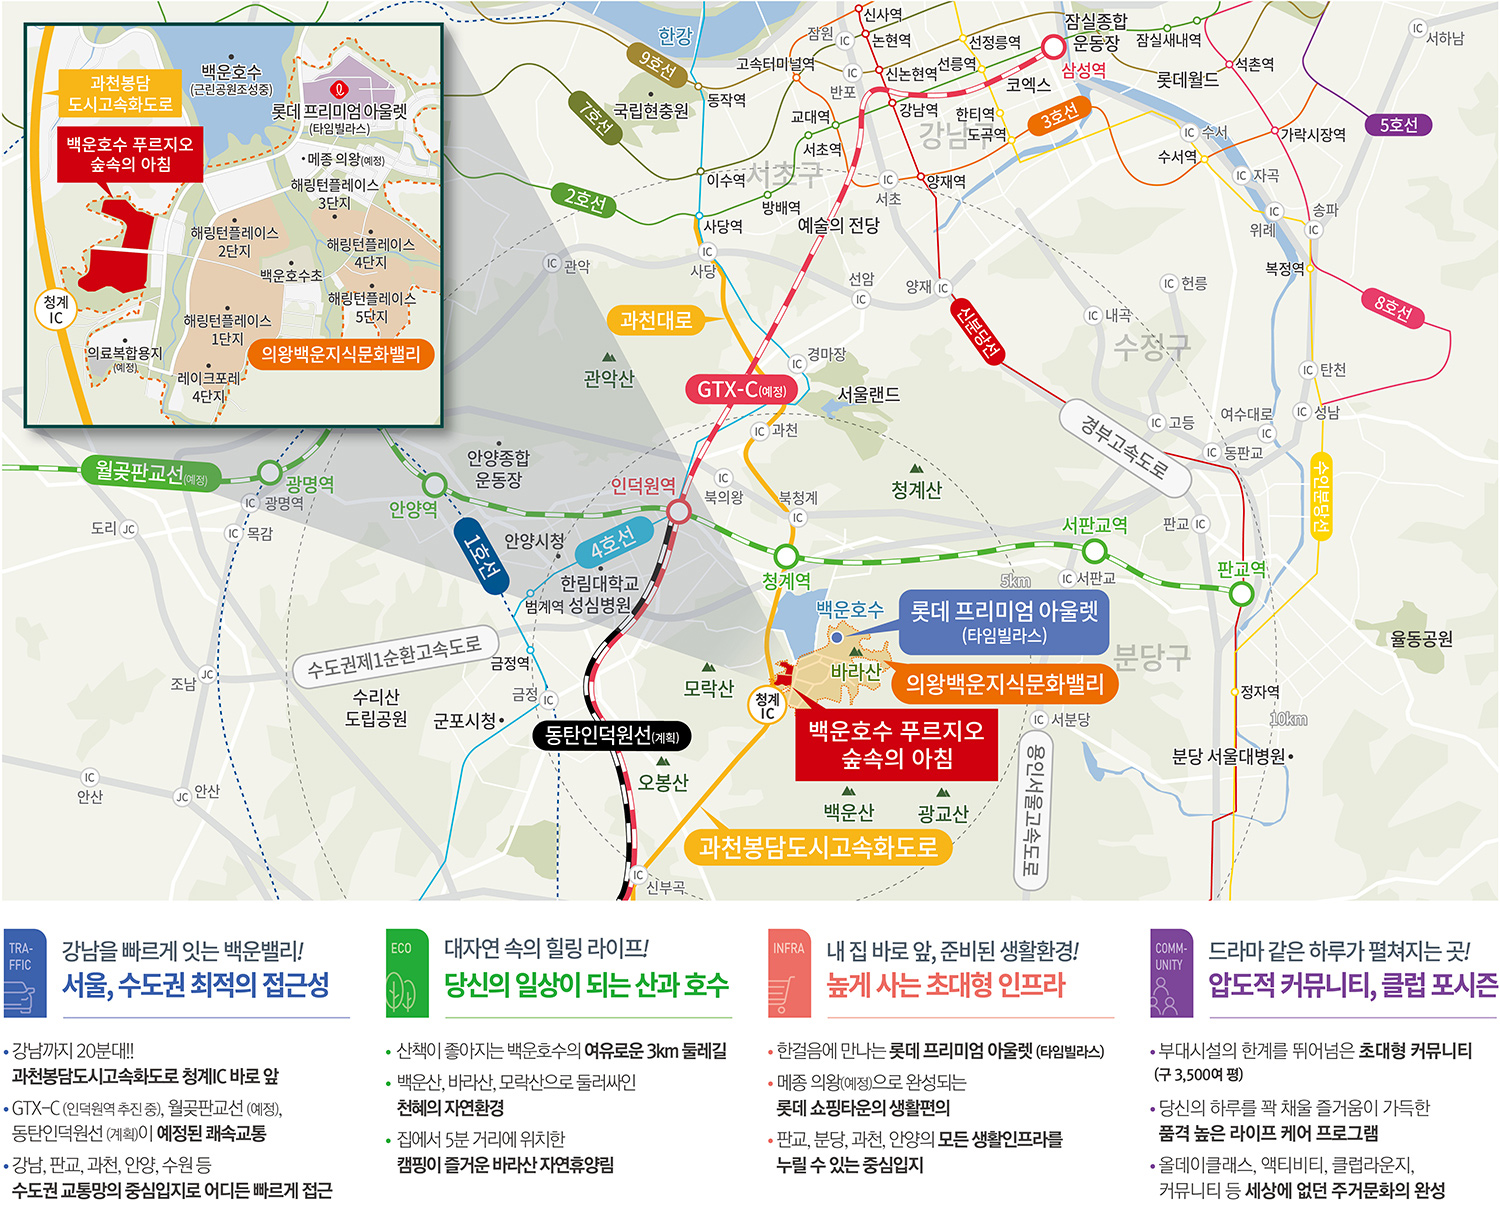 과천봉담
도시고속화도로
백운호수 푸르지오
숲속의 아침
백운호수
(근린공원조성중)
롯데 프리미엄 아울렛
(타임빌라스)
메종 의왕(예정)
해링턴플레이스
3단지
해링턴플레이스
2단지
해링턴플레이스
4단지
백운호수초
해링턴플레이스
5단지
해링턴플레이스
1단지
청계
IC
의료복합용지
(예정)
의왕백운지식문화밸리
레이크포레
4단지
한강
9호선
7호선
2호선
국립현충원
동작역
이수역
사당역
IC
사당
방배역
서초구
고속터미널역
잠원 IC
신사역
논현역
IC
반포
신논현역
강남역
교대역
서초역
강남구
선정릉역
선릉역
한티역
도곡역
잠실종합
운동장
삼성역
코엑스
3호선
잠실새내역
롯데월드
석촌역
IC
서하남
5호선
가락시장역
IC 수서
수서역
IC 자곡
IC
위례
송파
IC
복정역
8호선
양재역
IC
서초
예술의 전당
IC 관악
선암
IC
양재 IC
신분당선
IC 헌릉
IC 내곡
수정구
과천대로
관악산
GTX-C(예정)
IC 경마장
서울랜드
IC 과천
IC 탄천
IC 성남
여수대로
IC
IC 고등
IC 동판교
경부고속도로
수인분당선
월곶판교선(예정)
광명역
IC 광명역
안양역
안양종합
운동장
인덕원역
IC
북의왕
북청계
IC
청계산
도리 JC
IC 목감
1호선
안양시청
4호선
한림대학교
성심병원
범계역
청계역
서판교역
판교 IC
판교역
IC 서판교
5km
백운호수
롯데 프리미엄 아울렛
(타임빌라스)
바라산
의왕백운지식문화밸리
분당구
율동공원
수도권제1순환고속도로
금정역
금정
IC
JC
조남
수리산
도립공원
군포시청
모락산
청계
IC
동탄인덕원선(계획)
백운호수 푸르지오
숲속의 아침
IC 서분당
정자역
10km
분당 서울대병원
용인서울고속도로
IC
안산
JC 안산
오봉산
백운산
광교산
과천봉담도시고속화도로
IC 신부곡
TRA-
FFIC
강남을 빠르게 잇는 백운밸리!
서울, 수도권 최적의 접근성
• 강남까지 20분대!!
과천봉담도시고속화도로 청계IC 바로 앞
• GTX-C (인덕원역 추진 중), 월곶판교선 (예정),
동탄인덕원선 (계획)이 예정된 쾌속교통
• 강남, 판교, 과천, 안양, 수원 등
수도권 교통망의 중심입지로 어디든 빠르게 접근
ECO
대자연 속의 힐링 라이프!
당신의 일상이 되는 산과 호수
• 산책이 좋아지는 백운호수의 여유로운 3km 둘레길
• 백운산, 바라산, 모락산으로 둘러싸인
천혜의 자연환경
• 집에서 5분 거리에 위치한
캠핑이 즐거운 바라산 자연휴양림
INFRA
내 집 바로 앞, 준비된 생활환경!
높게 사는 초대형 인프라
• 한걸음에 만나는 롯데 프리미엄 아울렛 (타임빌라스)
• 메종 의왕(예정)으로 완성되는
롯데 쇼핑타운의 생활편의
• 판교, 분당, 과천, 안양의 모든 생활인프라를
누릴 수 있는 중심입지
COMM-
UNITY
드라마 같은 하루가 펼쳐지는 곳!
압도적 커뮤니티, 클럽 포시즌
• 부대시설의 한계를 뛰어넘은 초대형 커뮤니티
(구 3,500여 평)
• 당신의 하루를 꽉 채울 즐거움이 가득한
품격 높은 라이프 케어 프로그램
• 올데이클래스, 액티비티, 클럽라운지,
커뮤니티 등 세상에 없던 주거문화의 완성